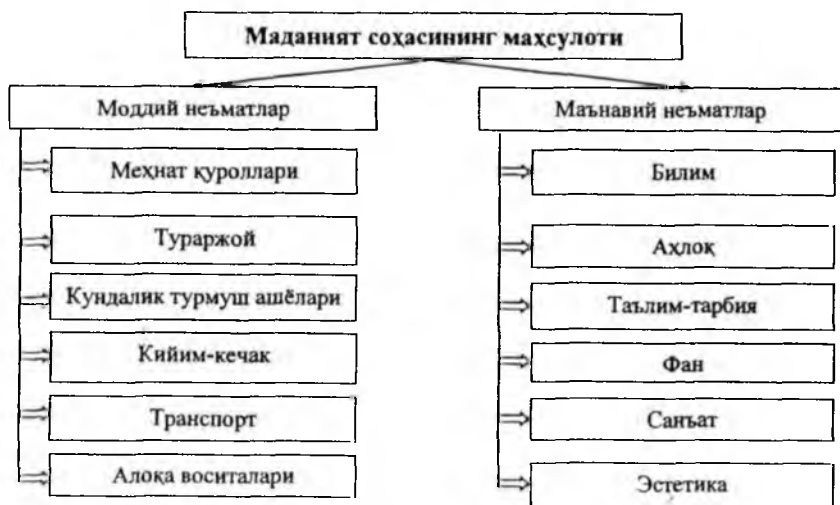 Маданият соҳасининг маҳсулоти
Моддий неъматлар
Меҳнат қуроллари
Тураржой
Кундалик турмуш ашёлари
Кийим-кечак
Транспорт
Алоқа воситалари
Маънавий неъматлар
Билим
Аҳлоқ
Таълим-тарбия
Фан
Санъат
Эстетика